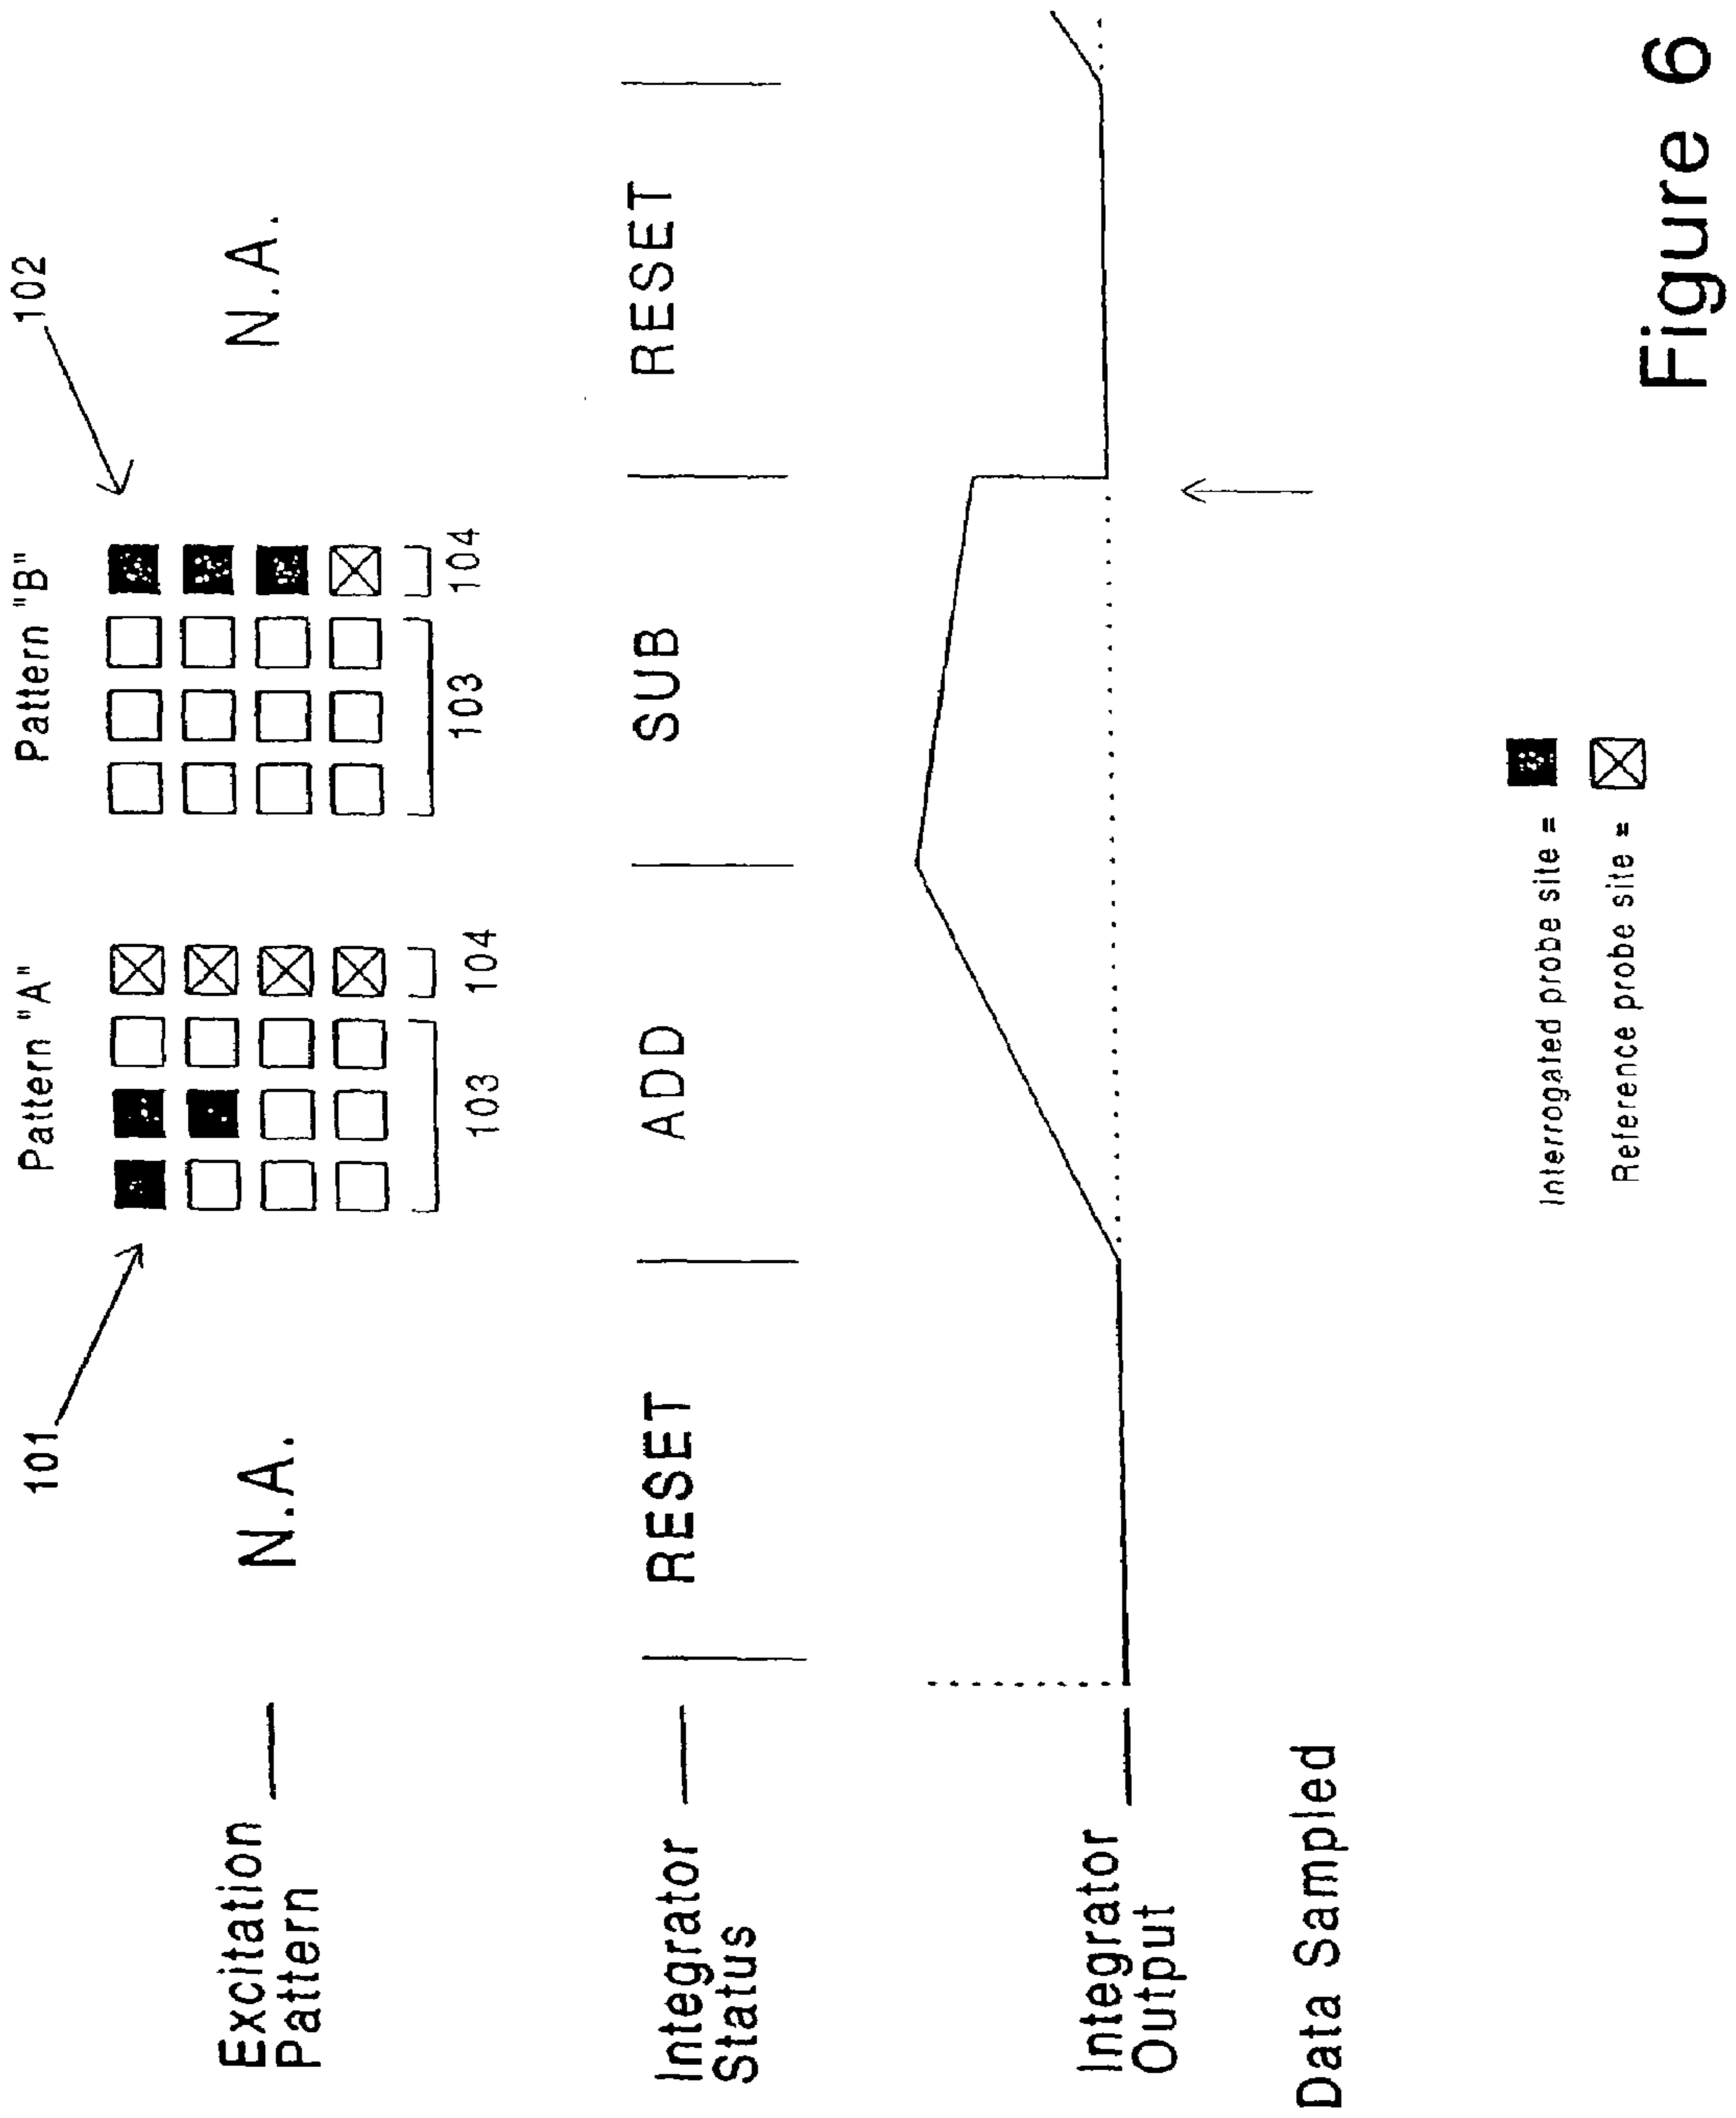 101
Pattern "A"
Pattern "B"
102
Excitation
Pattern
N.A.
N.A.
103
104
103
104
Integrator
Status
RESET
ADD
SUB
RESET
Integrator
Output
Data Sampled
Interrogated probe site =
Reference probe site =
Figure 6